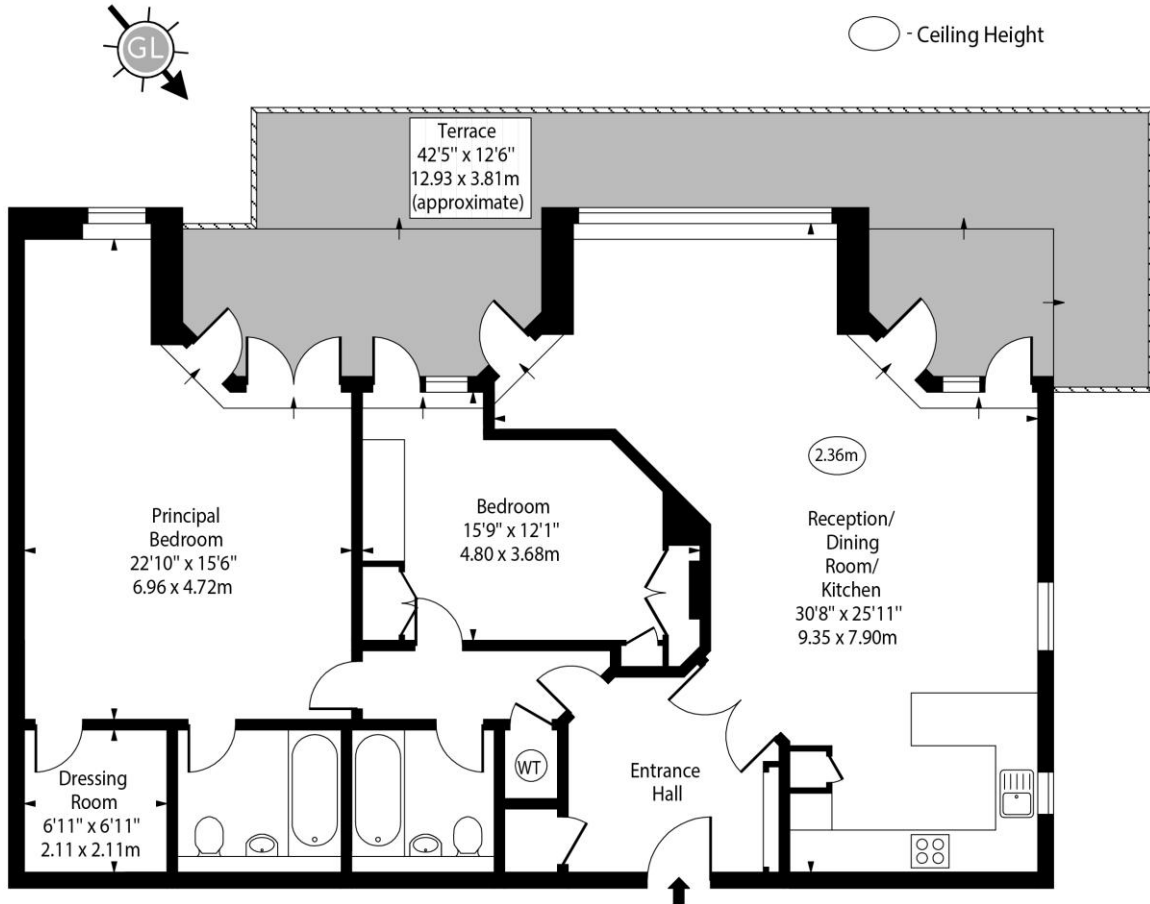 GL
- Ceiling Height
Terrace
42'5" x 12'6"
12.93 x 3.81m
(approximate)
2.36m
Principal
Bedroom
22'10" x 15'6"
6.96 x 4.72m
Bedroom
15'9" x 12'1"
4.80 x 3.68m
Reception/
Dining
Room/
Kitchen
30'8" x 25'11"
9.35 x 7.90m
Dressing
Room
6'11" x 6'11"
2.11 x 2.11m
WT
Entrance
Hall